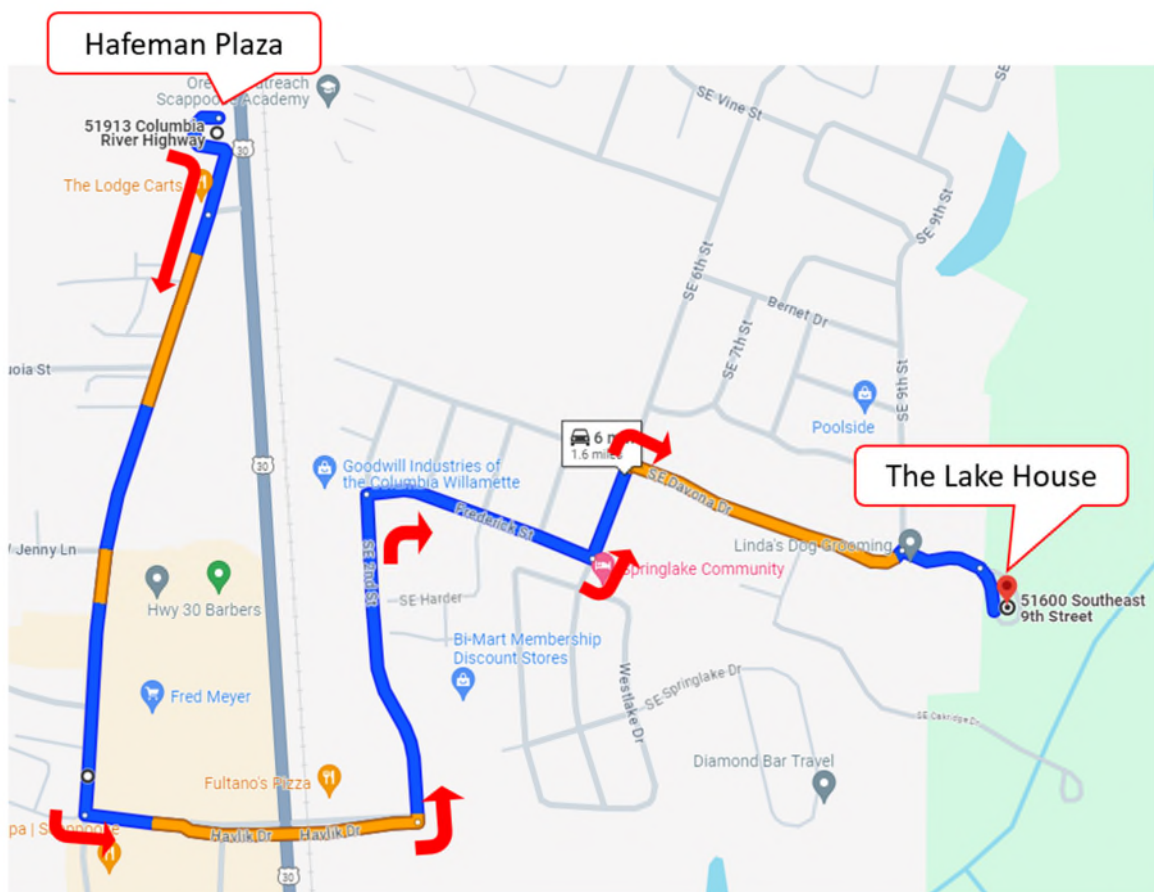 Hafeman Plaza
Scappoose Academy
51913 Columbia
River Highway
30
The Lodge Carts
SE Vine St
SE 9th St
SE 6th St
Bernet Dr
SE 7th St
SE 9th St
Poolside
30
6
1.6 miles
Goodwill Industries of
the Columbia Willamette
SE Davona Dr
The Lake House
Frederick St
Jenny Ln
Linda's Dog Grooming
Springlake Community
51600 Southeast
9th Street
Hwy 30 Barbers
SE 2nd St
SE Harder
Bi-Mart Membership
Discount Stores
Westlake Dr
SE Springlake Dr
Fred Meyer
SE Oakridge Dr
Diamond Bar Travel
Fultano's Pizza
Havlik Dr
Havlik Dr
30